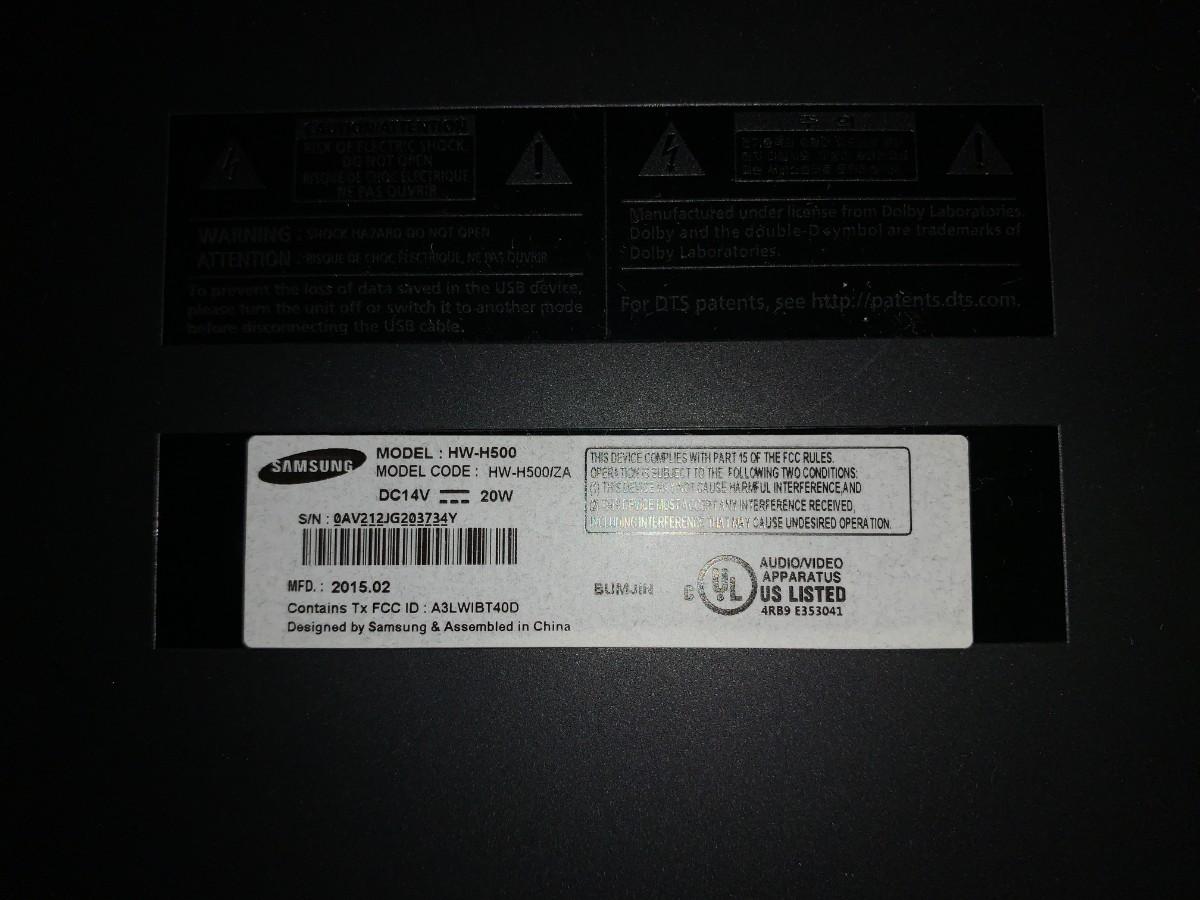 CAUTION/ATTENTION
RISK OF ELECTRIC SHOCK.
DO NOT OPEN
RISQUE DE CHOC ELECTRIQUE
NE PAS OUVRIR
WARNING : SHOCK HAZARD DO NOT OPEN
ATTENTION : RISQUE DE CHOC ÉLECTRIQUE, NE PAS OUVRIR
To prevent the loss of data saved in the USB device,
please turn the unit off or switch it to another mode
before disconnecting the USB cable.
주 의
Manufactured under license from Dolby Laboratories.
Dolby and the double-D symbol are trademarks of
Dolby Laboratories.
For DTS patents, see http://patents.dts.com.
SAMSUNG
MODEL : HW-H500
MODEL CODE : HW-H500/ZA
DC14V 20W
S/N : 0AV212JG203734Y
MFD. : 2015.02
Contains Tx FCC ID : A3LWIBT40D
Designed by Samsung & Assembled in China
THIS DEVICE COMPLIES WITH PART 15 OF THE FCC RULES.
OPERATION IS SUBJECT TO THE FOLLOWING TWO CONDITIONS:
(1) THIS DEVICE MAY NOT CAUSE HARMFUL INTERFERENCE, AND
(2) THIS DEVICE MUST ACCEPT ANY INTERFERENCE RECEIVED,
INCLUDING INTERFERENCE THAT MAY CAUSE UNDESIRED OPERATION.
BUMJIN
C UL US LISTED
AUDIO/VIDEO
APPARATUS
4RB9 E353041